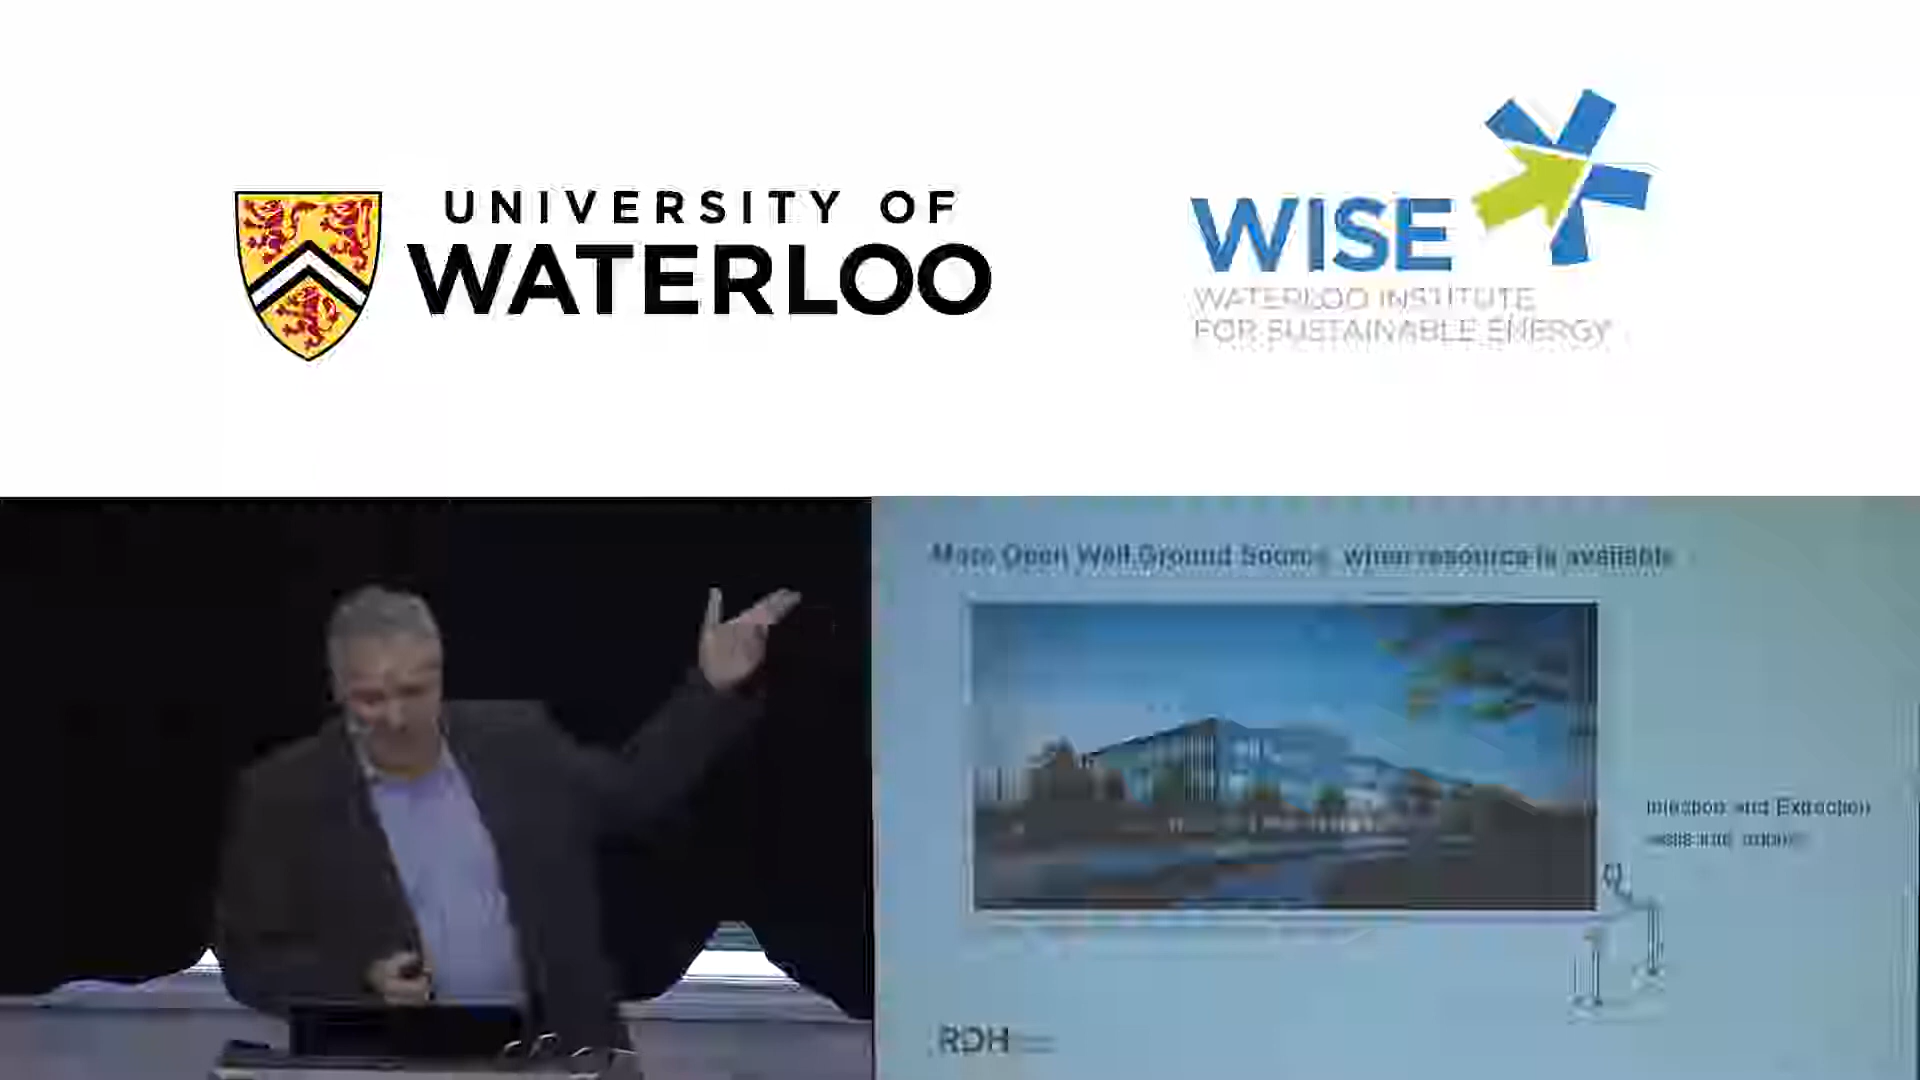 UNIVERSITY OF
WATERLOO
WISE
WATERLOO INSTITUTE
FOR SUSTAINABLE ENERGY
More Open Well Ground Source, when resource is available
Injection and Extraction
RDH